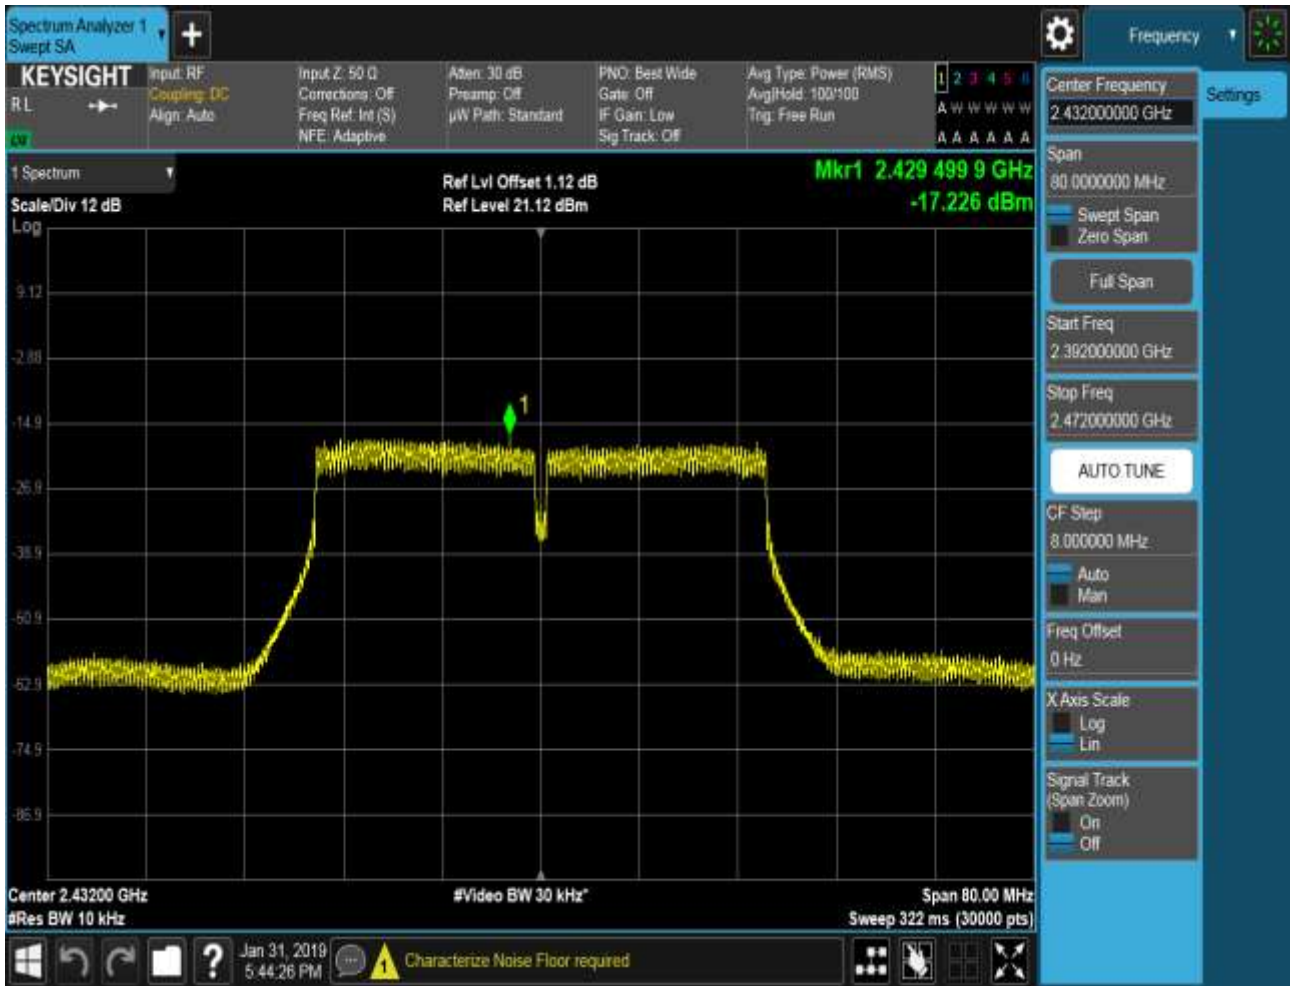 Spectrum Analyzer 1
Swept SA
+
Frequency
KEYSIGHT
R L
Input: RF
Coupling: DC
Align: Auto
Input Z: 50 Ω
Corrections: Off
Freq Ref: Int (S)
NFE: Adaptive
Atten: 30 dB
Preamp: Off
µW Path: Standard
PNO: Best Wide
Gate: Off
IF Gain: Low
Sig Track: Off
Avg Type: Power (RMS)
Avg|Hold: 100/100
Trig: Free Run
1 2 3 4 5 6
A W W W W W
A A A A A A
1 Spectrum
Scale/Div 12 dB
Log
Ref Lvl Offset 1.12 dB
Ref Level 21.12 dBm
Mkr1 2.429 499 9 GHz
-17.226 dBm
9.12
-2.88
-14.9
-26.9
-38.9
-50.9
-62.9
-74.9
-86.9
1
Center 2.43200 GHz
#Res BW 10 kHz
#Video BW 30 kHz*
Span 80.00 MHz
Sweep 322 ms (30000 pts)
Center Frequency
2.432000000 GHz
Settings
Span
80.0000000 MHz
Swept Span
Zero Span
Full Span
Start Freq
2.392000000 GHz
Stop Freq
2.472000000 GHz
AUTO TUNE
CF Step
8.000000 MHz
Auto
Man
Freq Offset
0 Hz
X Axis Scale
Log
Lin
Signal Track
(Span Zoom)
On
Off
?
Jan 31, 2019
5:44:26 PM
1
Characterize Noise Floor required